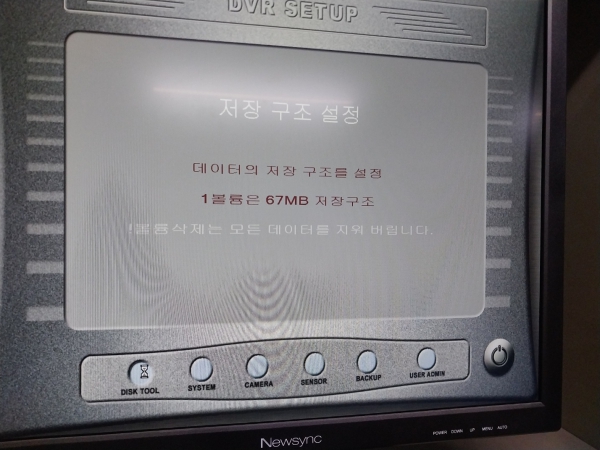 DVR SETUP
저장 구조 설정
데이터의 저장 구조를 설정
1볼륨은 67MB 저장구조
!볼륨삭제는 모든 데이터를 지워 버립니다.
DISK TOOL
SYSTEM
CAMERA
SENSOR
BACKUP
USER ADMIN
Newsync
POWER DOWN UP MENU AUTO